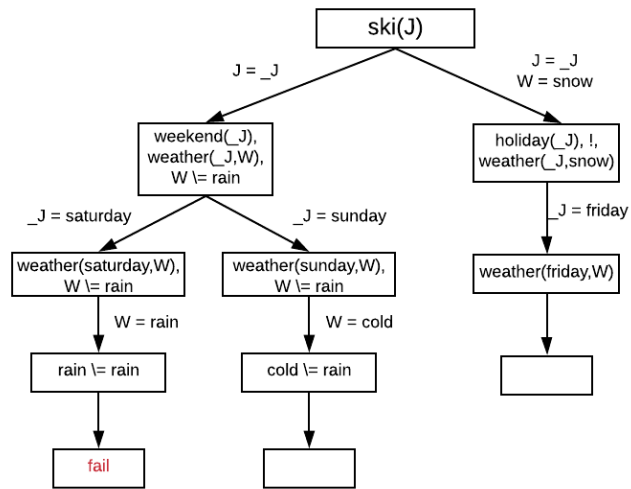 ski(J)
J = _J
J = _J
W = snow
weekend(_J),
weather(_J,W),
W \= rain
holiday(_J), !,
weather(_J,snow)
_J = saturday
_J = sunday
_J = friday
weather(saturday,W),
W \= rain
weather(sunday,W),
W \= rain
weather(friday,W)
W = rain
W = cold
rain \= rain
cold \= rain
fail